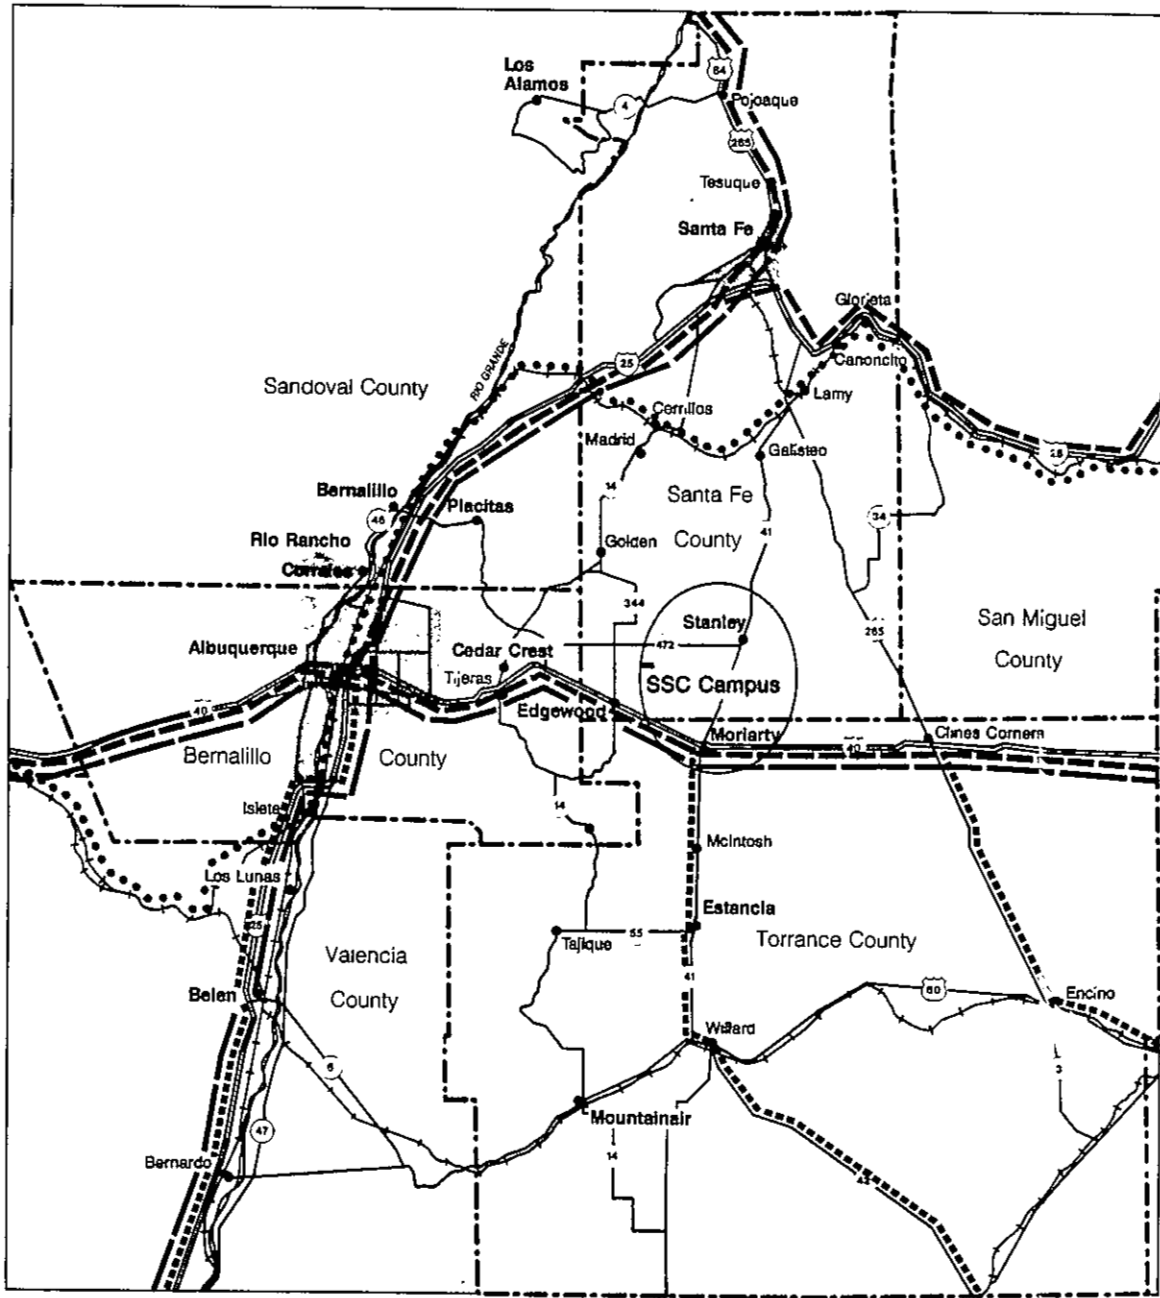 Los
Alamos
84
Pojoaque
4
285
Tesuque
Santa Fe
Glorieta
RIO GRANDE
25
Canoncito
Sandoval County
Lamy
Cerrillos
Madrid
Galisteo
25
14
Santa Fe
County
Bernalillo
Placitas
46
34
41
Rio Rancho
Golden
Corrales
344
Stanley
San Miguel
County
285
Albuquerque
Cedar Crest
472
Tijeras
SSC Campus
40
Edgewood
Moriarty
Clines Corners
40
Bernalillo
County
Isleta
14
McIntosh
Los Lunas
Estancia
25
Tajique
55
Torrance County
Valencia
County
41
Belen
60
Encino
Willard
6
3
Mountainair
47
Bernardo
14
42